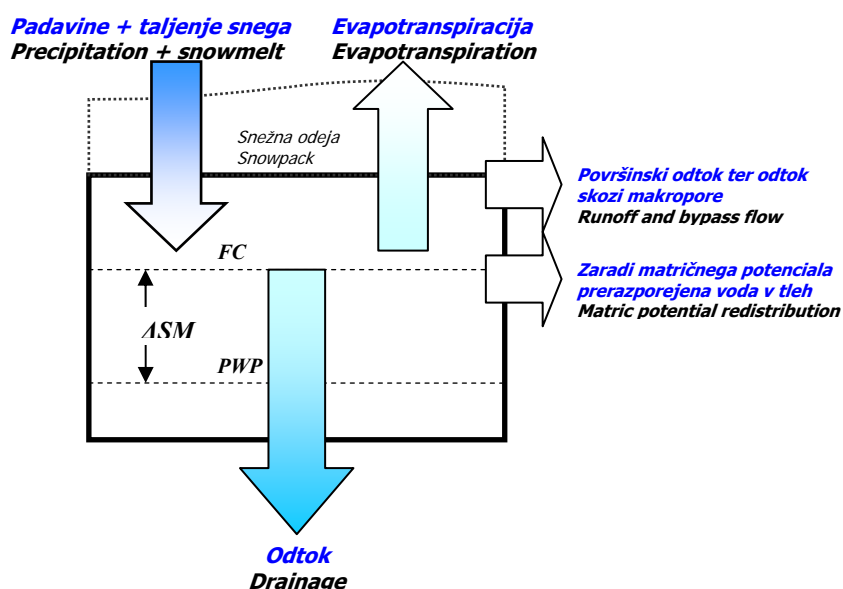 Padavine + taljenje snega
Precipitation + snowmelt
Evapotranspiracija
Evapotranspiration
Snežna odeja
Snowpack
Površinski odtok ter odtok
skozi makropore
Runoff and bypass flow
FC
Zaradi matričnega potenciala
prerazporejena voda v tleh
Matric potential redistribution
ASM
PWP
Odtok
Drainage